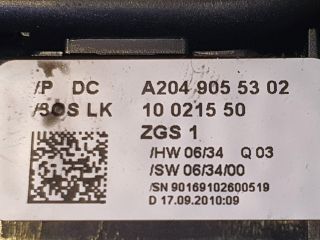 /P DC A204 905 53 02
/BOS LK 10 0215 50
ZGS 1
/HW 06/34 Q 03
/SW 06/34/00
/SN 90169102600519
D 17.09.2010:09